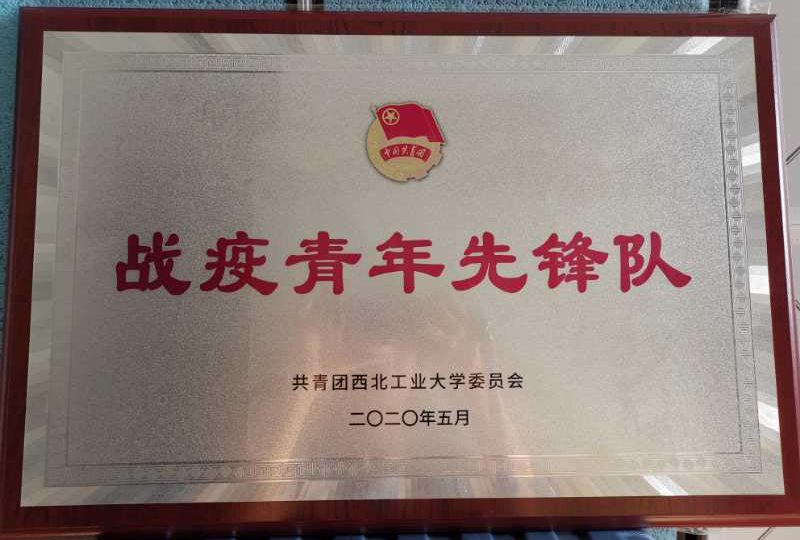 中国共青团
战疫青年先锋队
共青团西北工业大学委员会
二〇二〇年五月